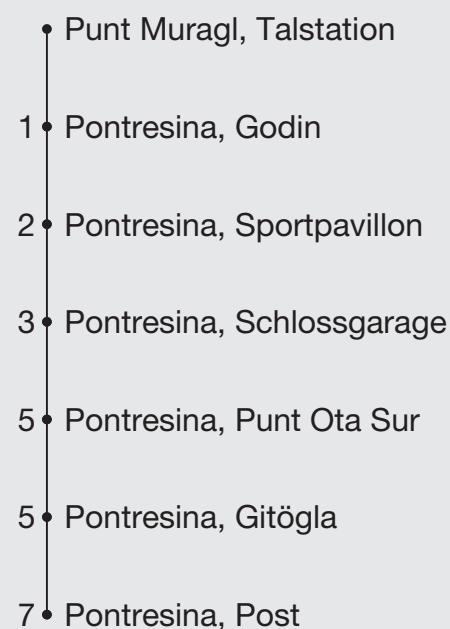 Punt Muragl, Talstation
1 Pontresina, Godin
2 Pontresina, Sportpavillon
3 Pontresina, Schlossgarage
5 Pontresina, Punt Ota Sur
5 Pontresina, Gitögla
7 Pontresina, Post